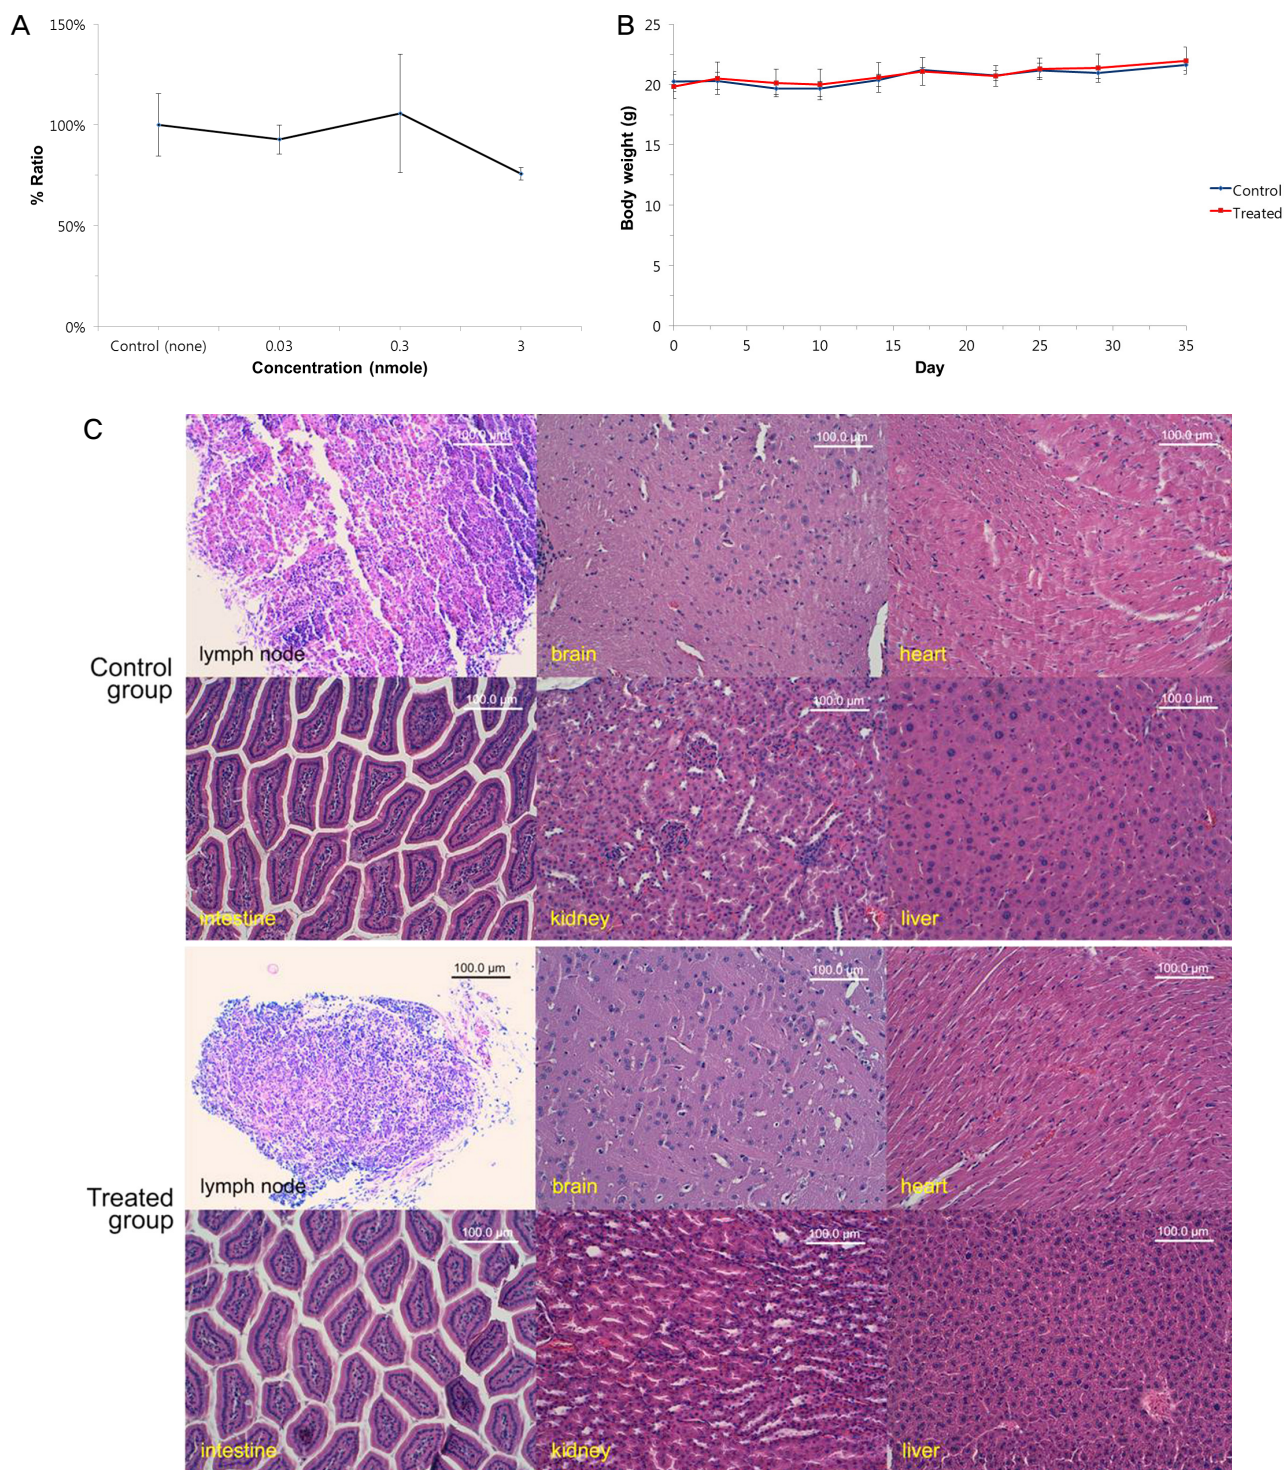 A
150%
100%
50%
0%
% Ratio
Control (none)
0.03
0.3
3
Concentration (nmole)
B
25
20
15
10
5
0
Body weight (g)
0
5
10
15
20
25
30
35
Day
Control
Treated
C
Control
group
100.0 µm
lymph node
100.0 µm
brain
100.0 µm
heart
100.0 µm
intestine
100.0 µm
kidney
100.0 µm
liver
Treated
group
100.0 µm
lymph node
100.0 µm
brain
100.0 µm
heart
100.0 µm
intestine
100.0 µm
kidney
100.0 µm
liver